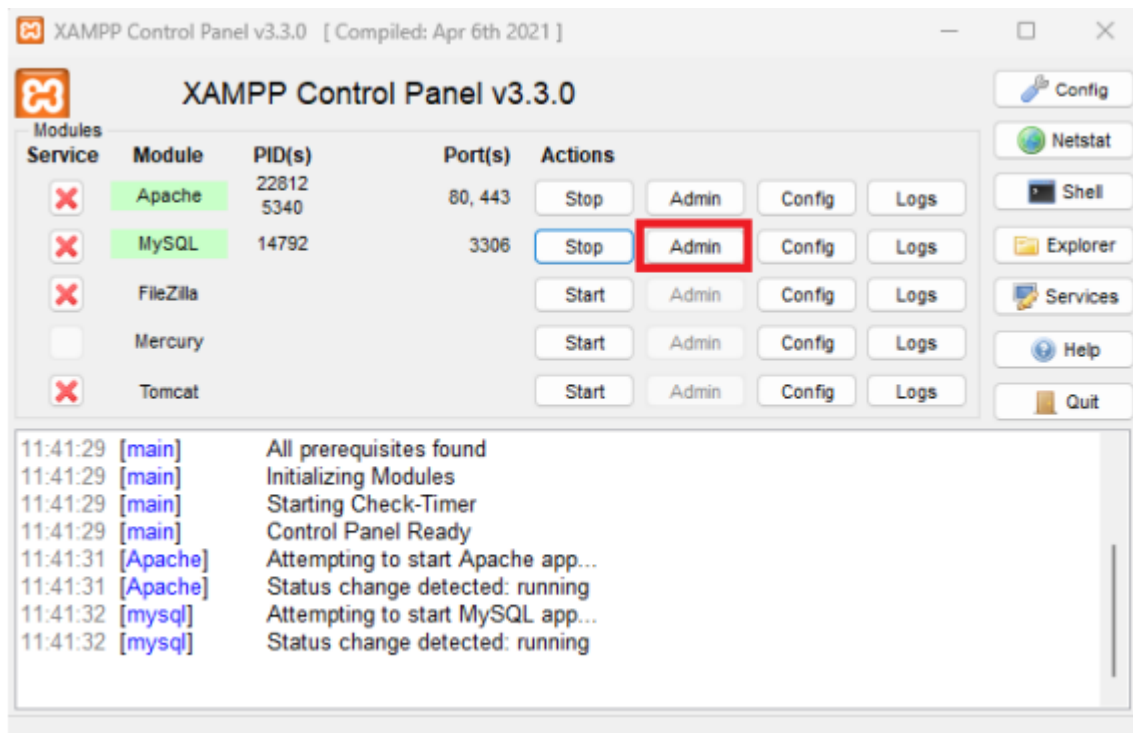 XAMPP Control Panel v3.3.0 [ Compiled: Apr 6th 2021 ]
XAMPP Control Panel v3.3.0
Config
Modules
Service Module PID(s) Port(s) Actions
Netstat
Apache 22812 5340 80, 443 Stop Admin Config Logs
Shell
MySQL 14792 3306 Stop Admin Config Logs
Explorer
FileZilla Start Admin Config Logs
Services
Mercury Start Admin Config Logs
Help
Tomcat Start Admin Config Logs
Quit
11:41:29 [main] All prerequisites found
11:41:29 [main] Initializing Modules
11:41:29 [main] Starting Check-Timer
11:41:29 [main] Control Panel Ready
11:41:31 [Apache] Attempting to start Apache app...
11:41:31 [Apache] Status change detected: running
11:41:32 [mysql] Attempting to start MySQL app...
11:41:32 [mysql] Status change detected: running